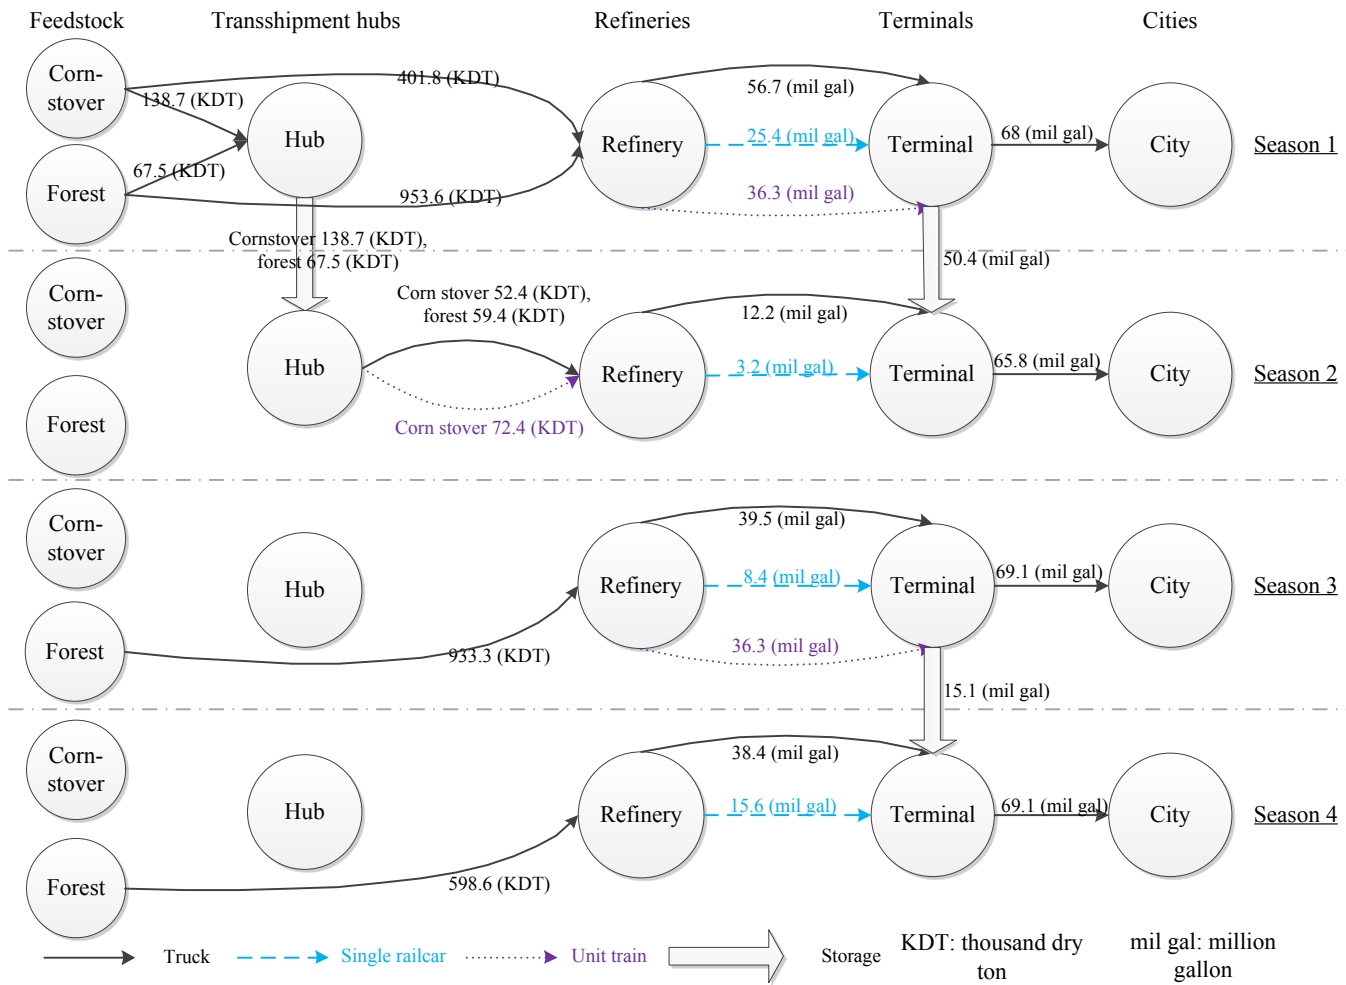 Feedstock
Transshipment hubs
Refineries
Terminals
Cities
Corn-
stover
138.7 (KDT)
401.8 (KDT)
Hub
Forest
67.5 (KDT)
953.6 (KDT)
Refinery
56.7 (mil gal)
25.4 (mil gal)
36.3 (mil gal)
Terminal
68 (mil gal)
City
Season 1
Cornstover 138.7 (KDT),
forest 67.5 (KDT)
50.4 (mil gal)
Corn-
stover
Forest
Hub
Corn stover 52.4 (KDT),
forest 59.4 (KDT)
Corn stover 72.4 (KDT)
Refinery
12.2 (mil gal)
3.2 (mil gal)
Terminal
65.8 (mil gal)
City
Season 2
Corn-
stover
Forest
Hub
933.3 (KDT)
Refinery
39.5 (mil gal)
8.4 (mil gal)
36.3 (mil gal)
Terminal
69.1 (mil gal)
City
Season 3
15.1 (mil gal)
Corn-
stover
Forest
Hub
598.6 (KDT)
Refinery
38.4 (mil gal)
15.6 (mil gal)
Terminal
69.1 (mil gal)
City
Season 4
Truck
Single railcar
Unit train
Storage
KDT: thousand dry
ton
mil gal: million
gallon